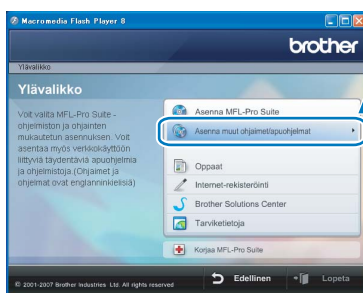 Macromedia Flash Player 8
brother
Ylävalikko
Ylävalikko
Voit valita MFL-Pro Suite -
ohjelmiston ja ohjainten
mukautetun asennuksen. Voit
asentaa myös verkkokäyttöön
liittyviä täydentäviä apuohjelmia
ja ohjelmistoja. (Ohjaimet ja
ohjelmat ovat englanninkielisiä)
Asenna MFL-Pro Suite
Asenna muut ohjaimet/apuohjelmat
Oppaat
Internet-rekisteröinti
Brother Solutions Center
Tarviketietoja
Korjaa MFL-Pro Suite
© 2001-2007 Brother Industries Ltd. All rights reserved
Edellinen
Lopeta